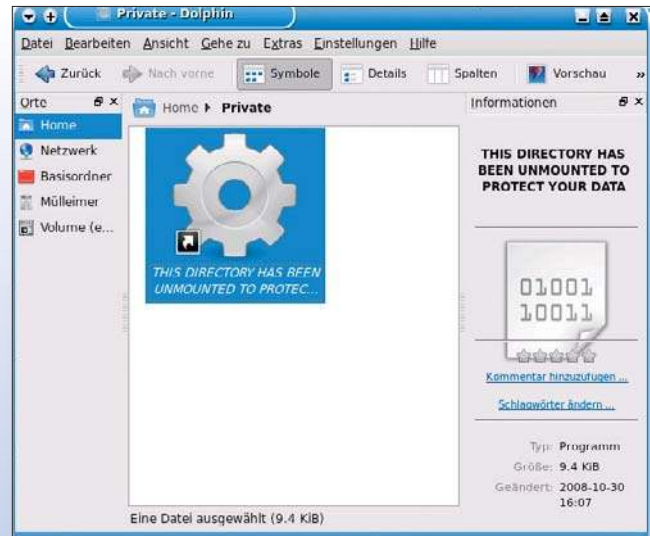 Private - Dolphin
Datei Bearbeiten Ansicht Gehe zu Extras Einstellungen Hilfe
Zurück Nach vorne Symbole Details Spalten Vorschau »
Orte
Home
Netzwerk
Basisordner
Mülleimer
Volume (e...
Home Private
THIS DIRECTORY HAS BEEN
UNMOUNTED TO PROTEC...
Eine Datei ausgewählt (9.4 KiB)
Informationen
THIS DIRECTORY HAS
BEEN UNMOUNTED TO
PROTECT YOUR DATA
01001
10011
Kommentar hinzuzufügen ...
Schlagwörter ändern ...
Typ: Programm
Größe: 9.4 KiB
Geändert: 2008-10-30
16:07